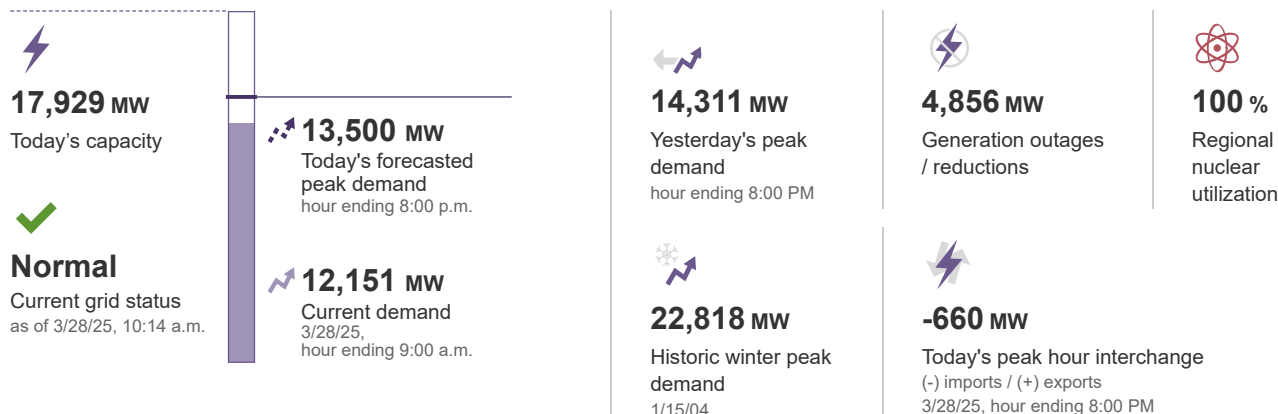 17,929 MW
Today's capacity
Normal
Current grid status
as of 3/28/25, 10:14 a.m.
13,500 MW
Today's forecasted
peak demand
hour ending 8:00 p.m.
12,151 MW
Current demand
3/28/25,
hour ending 9:00 a.m.
14,311 MW
Yesterday's peak
demand
hour ending 8:00 PM
4,856 MW
Generation outages
/ reductions
100 %
Regional
nuclear
utilization
22,818 MW
Historic winter peak
demand
1/15/04
-660 MW
Today's peak hour interchange
(-) imports / (+) exports
3/28/25, hour ending 8:00 PM